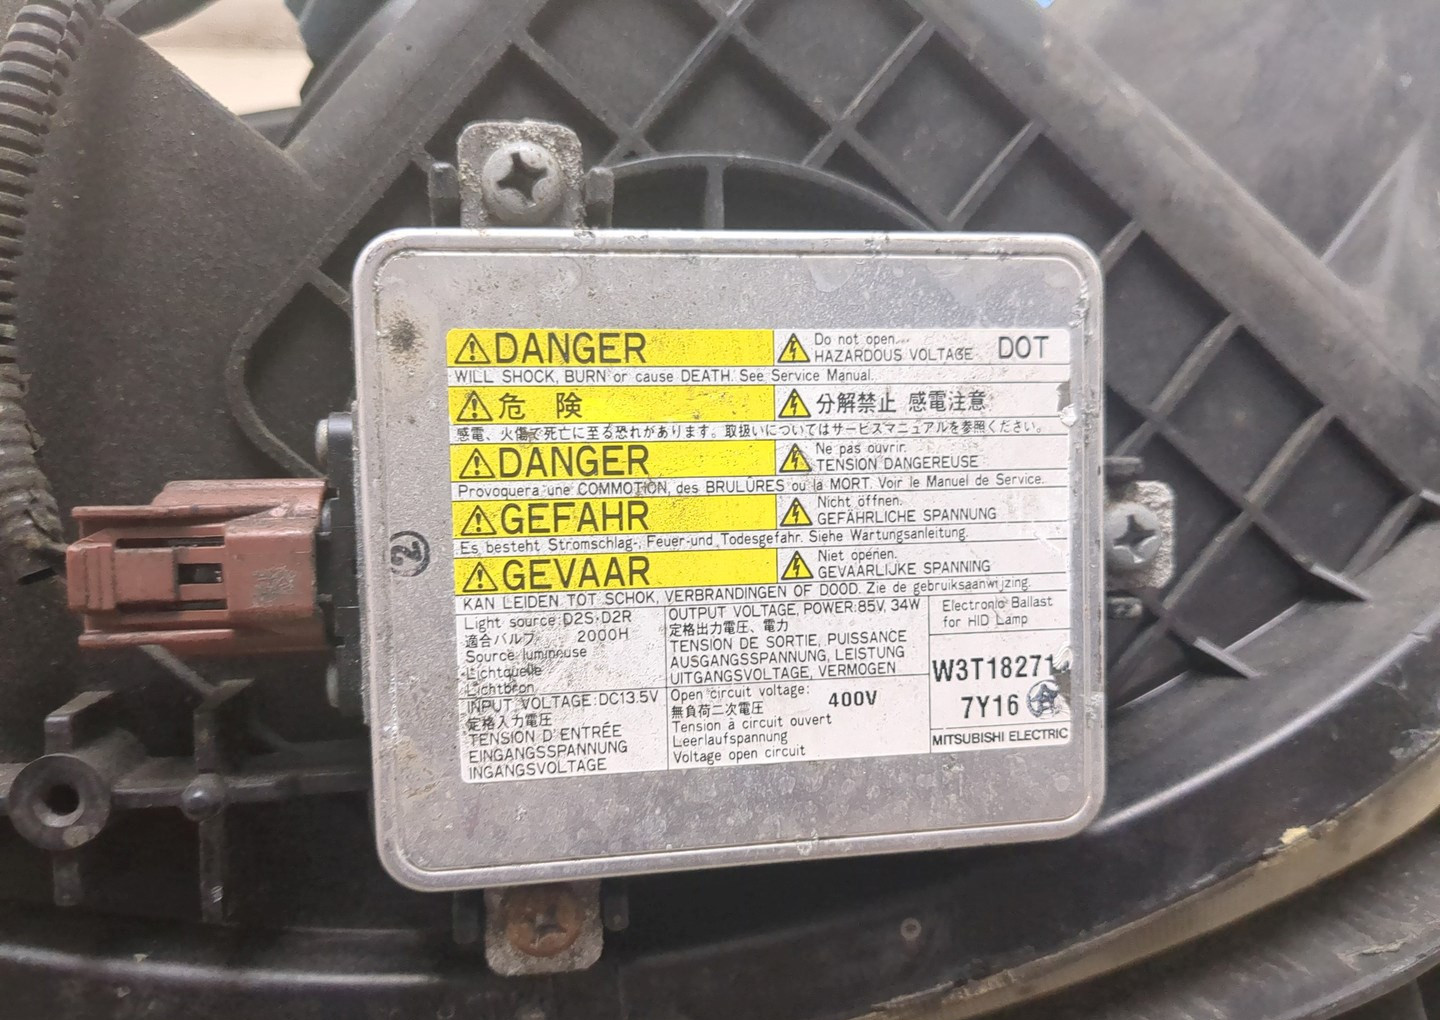 DANGER
Do not open.
HAZARDOUS VOLTAGE
DOT
WILL SHOCK, BURN or cause DEATH. See Service Manual.
危 険
分解禁止 感電注意
感電、火傷で死亡に至る恐れがあります。取扱いについてはサービスマニュアルを参照ください。
DANGER
Ne pas ouvrir.
TENSION DANGEREUSE
Provoquera une COMMOTION, des BRULÛRES ou la MORT. Voir le Manuel de Service.
GEFAHR
Nicht öffnen.
GEFÄHRLICHE SPANNUNG
Es besteht Stromschlag-, Feuer-und Todesgefahr. Siehe Wartungsanleitung.
GEVAAR
Niet openen.
GEVAARLIJKE SPANNING
KAN LEIDEN TOT SCHOK, VERBRANDINGEN OF DOOD. Zie de gebruiksaanwijzing.
Light source:D2S·D2R
適合バルブ 2000H
Source lumineuse
Lichtquelle
Lichtbron
INPUT VOLTAGE:DC13.5V
定格入力電圧
TENSION D'ENTRÉE
EINGANGSSPANNUNG
INGANGSVOLTAGE
OUTPUT VOLTAGE, POWER:85V, 34W
定格出力電圧、電力
TENSION DE SORTIE, PUISSANCE
AUSGANGSSPANNUNG, LEISTUNG
UITGANGSVOLTAGE, VERMOGEN
Open circuit voltage:
400V
無負荷二次電圧
Tension à circuit ouvert
Leerlaufspannung
Voltage open circuit
Electronic Ballast
for HID Lamp
7Y16
MITSUBISHI ELECTRIC
2